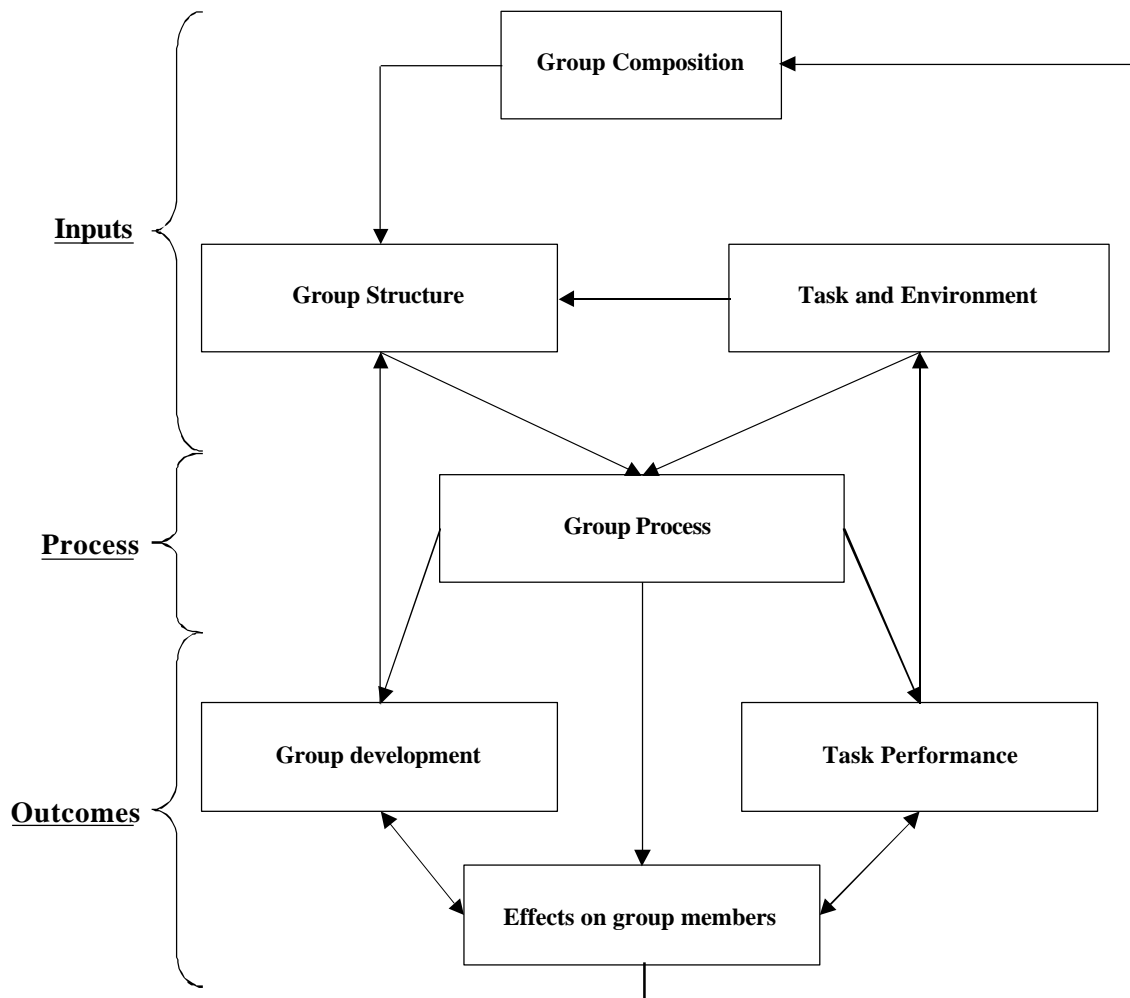 Group Composition
Inputs
Group Structure
Task and Environment
Group Process
Process
Group development
Task Performance
Outcomes
Effects on group members